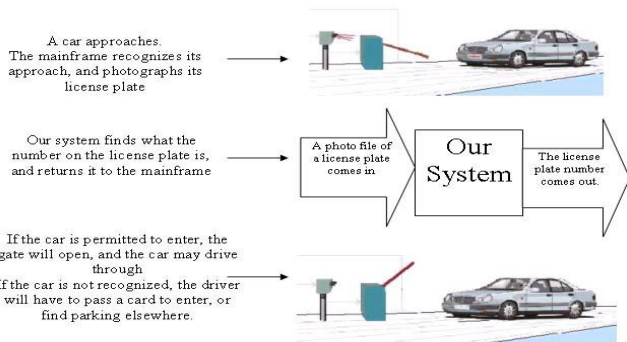 A car approaches.
The mainframe recognizes its
approach, and photographs its
license plate
Our system finds what the
number on the license plate is,
and returns it to the mainframe
A photo file of
a license plate
comes in
Our
System
The license
plate number
comes out.
If the car is permitted to enter, the
gate will open, and the car may drive
through
If the car is not recognized, the driver
will have to pass a card to enter, or
find parking elsewhere.